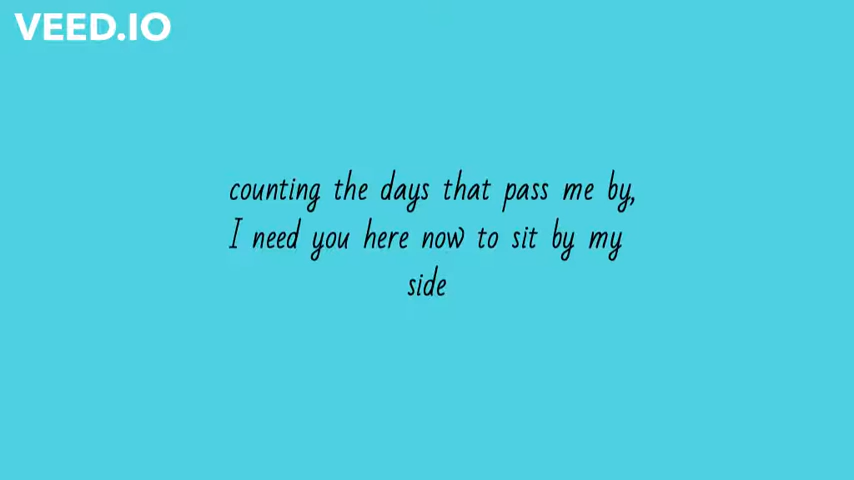 VEED.IO
counting the days that pass me by,
I need you here now to sit by my
side